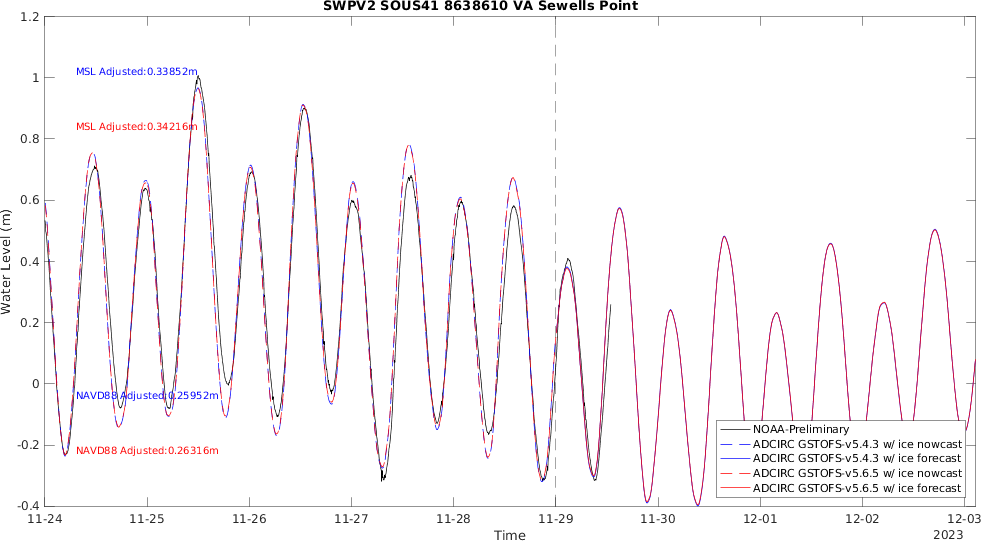 SWPV2 SOUS41 8638610 VA Sewells Point
1.2
1
0.8
0.6
0.4
0.2
0
-0.2
-0.4
Water Level (m)
MSL Adjusted:0.33852m
MSL Adjusted:0.34216m
NAVD88 Adjusted:0.25952m
NAVD88 Adjusted:0.26316m
NOAA-Preliminary
ADCIRC GSTOFS-v5.4.3 w/ ice nowcast
ADCIRC GSTOFS-v5.4.3 w/ ice forecast
ADCIRC GSTOFS-v5.6.5 w/ ice nowcast
ADCIRC GSTOFS-v5.6.5 w/ ice forecast
11-24 11-25 11-26 11-27 11-28 11-29 11-30 12-01 12-02 12-03
Time
2023